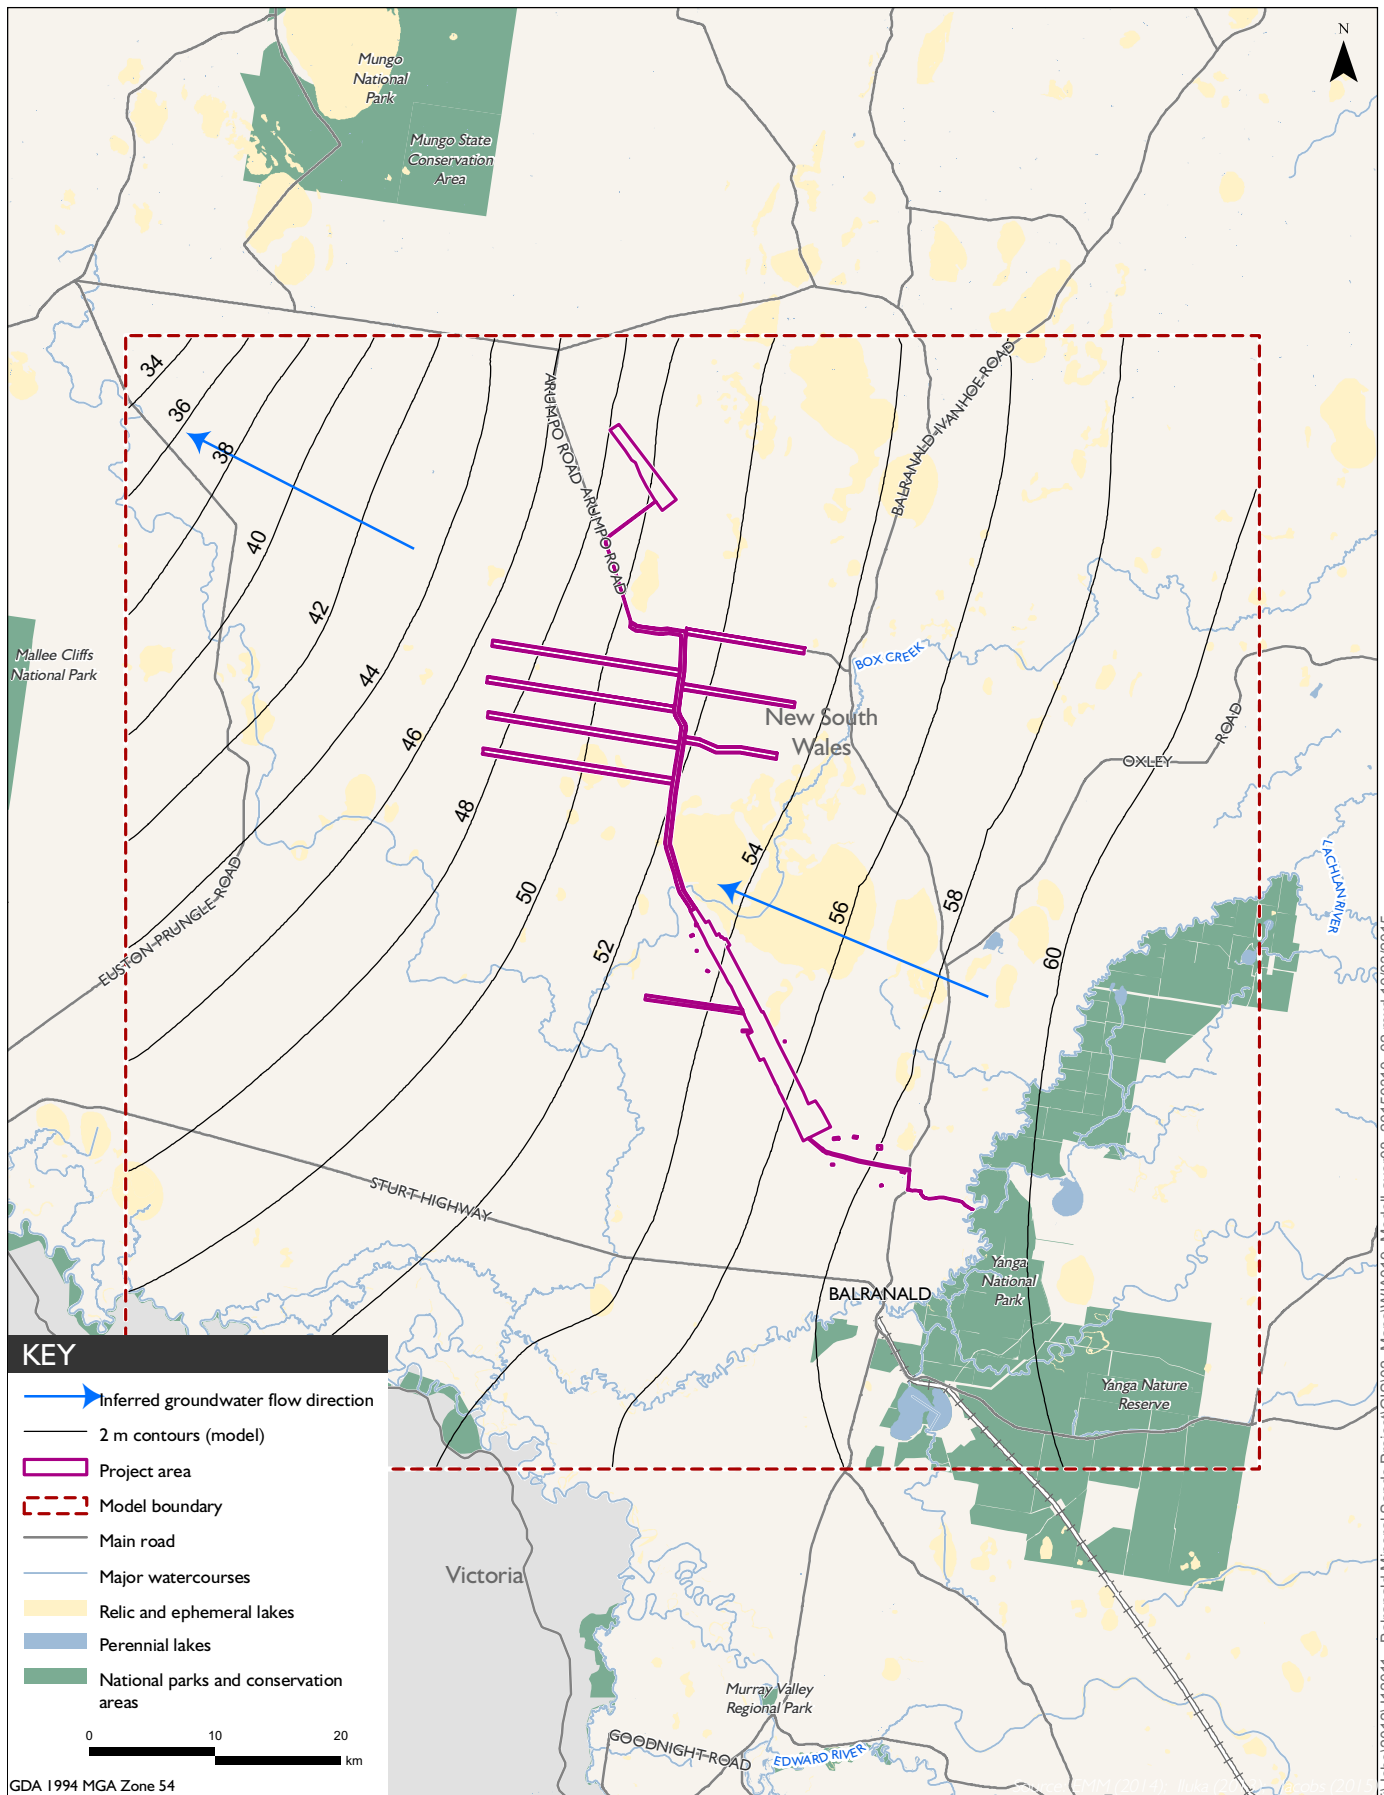 N
Mungo
National
Park
Mungo State
Conservation
Area
34
36
38
40
42
44
46
48
50
52
54
56
58
60
ARUMPO ROAD
ARUMPO ROAD
BALRANALD-IVANHOE ROAD
BOX CREEK
Mallee Cliffs
National Park
New South
Wales
OXLEY
ROAD
LACHLAN RIVER
EUSTON-PRUNGLE-ROAD
STURT HIGHWAY
Yanga
National
Park
BALRANALD
Yanga Nature
Reserve
Victoria
Murray Valley
Regional Park
GOODNIGHT ROAD
EDWARD RIVER
KEY
Inferred groundwater flow direction
2 m contours (model)
Project area
Model boundary
Main road
Major watercourses
Relic and ephemeral lakes
Perennial lakes
National parks and conservation
areas
0 10 20
km
GDA 1994 MGA Zone 54